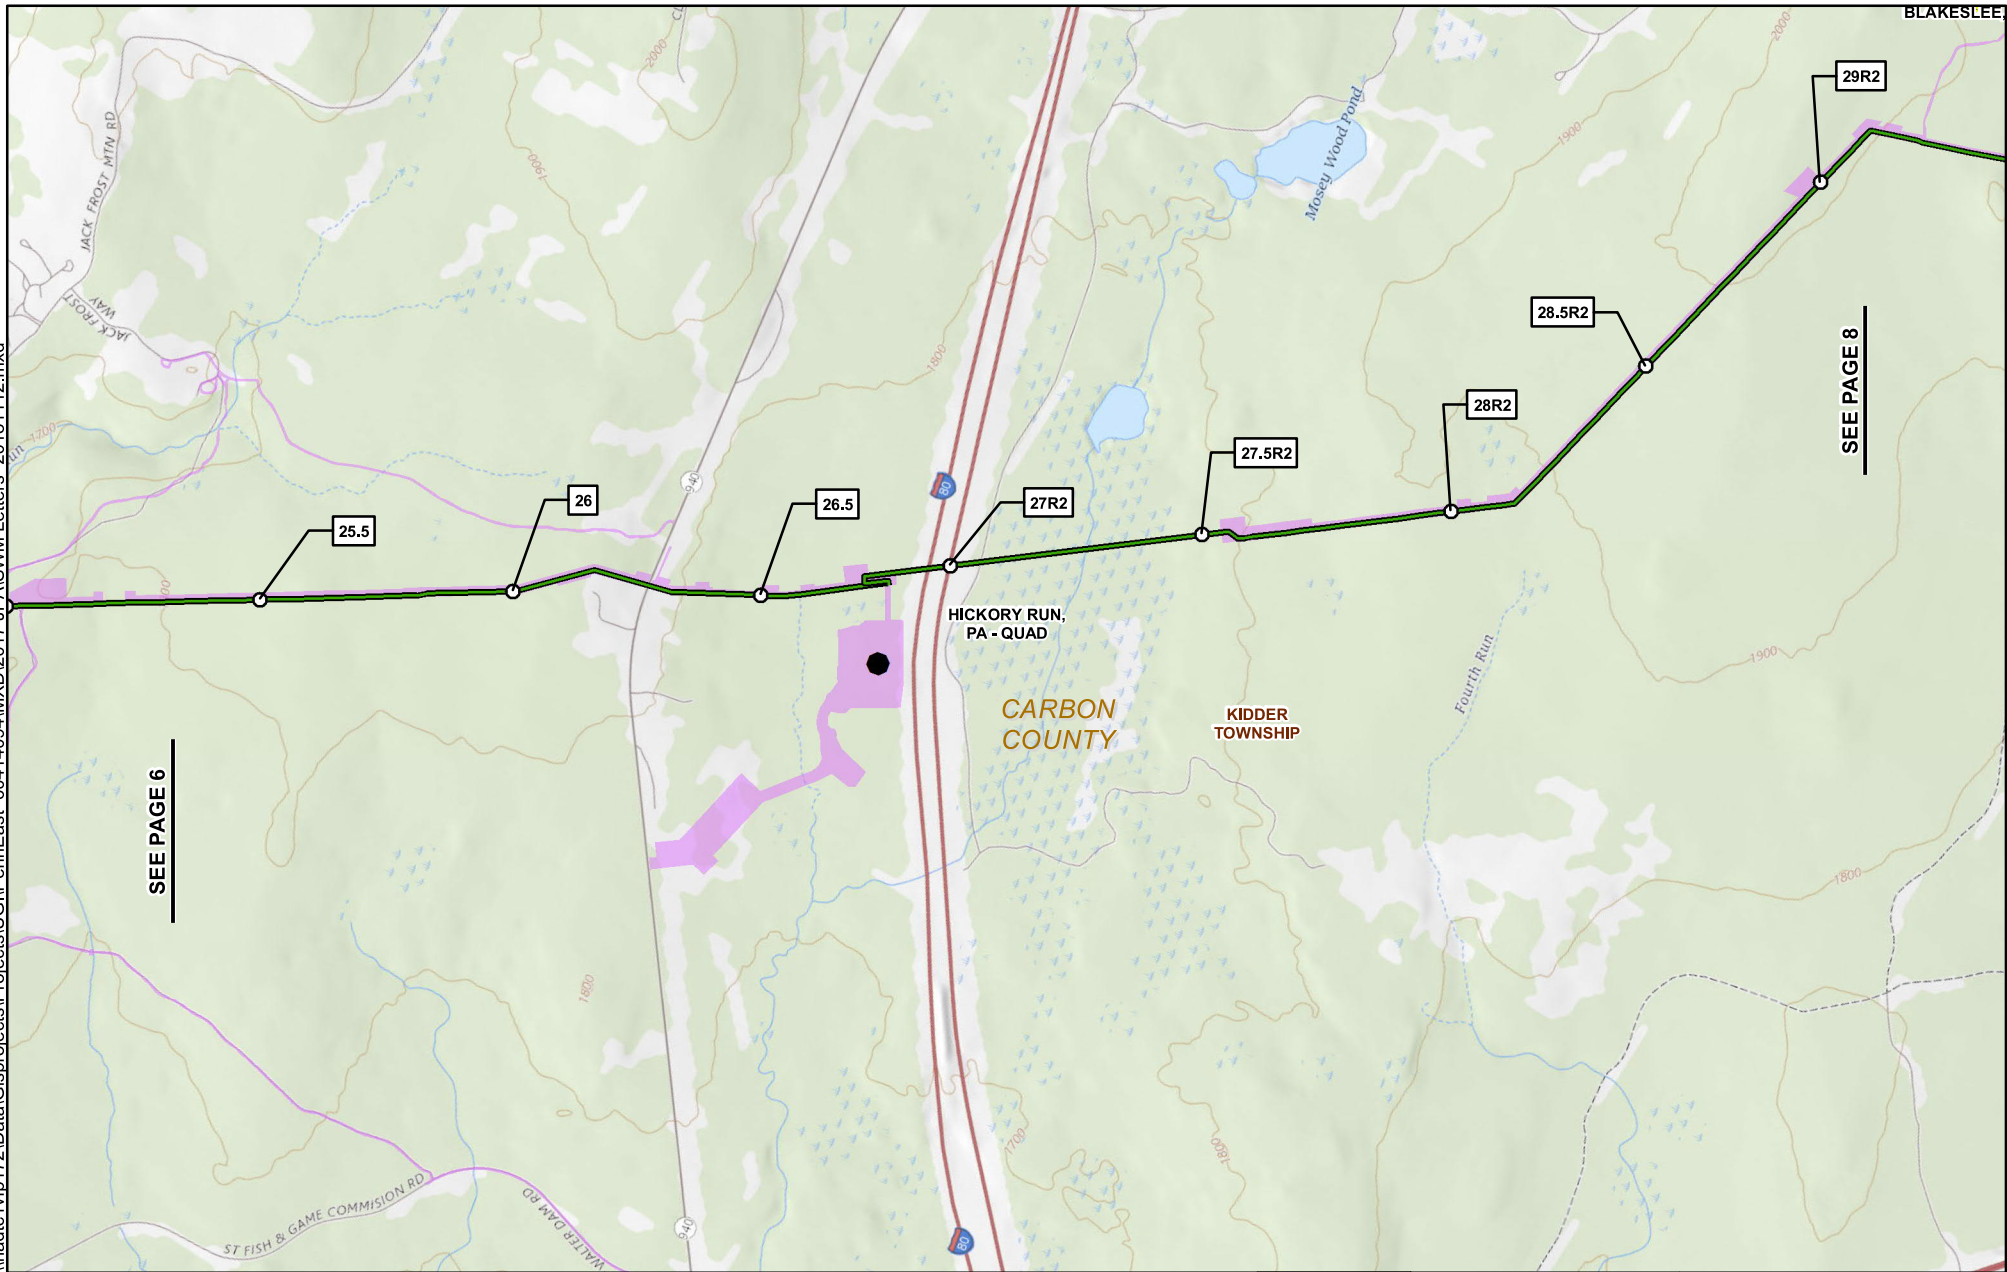 BLAKESLEE,
2000
2000
29R2
JACK FROST MTN RD
1900
1900
Mosey Wood Pond
JACK FROST
WAY
1800
28.5R2
SEE PAGE 8
28R2
1700
940
80
27.5R2
26
26.5
27R2
25.5
HICKORY RUN,
PA - QUAD
Fourth Run
1900
CARBON
COUNTY
KIDDER
TOWNSHIP
SEE PAGE 6
1800
1800
1700
1800
ST FISH & GAME COMMISION RD
WALTER DAM RD
940
80